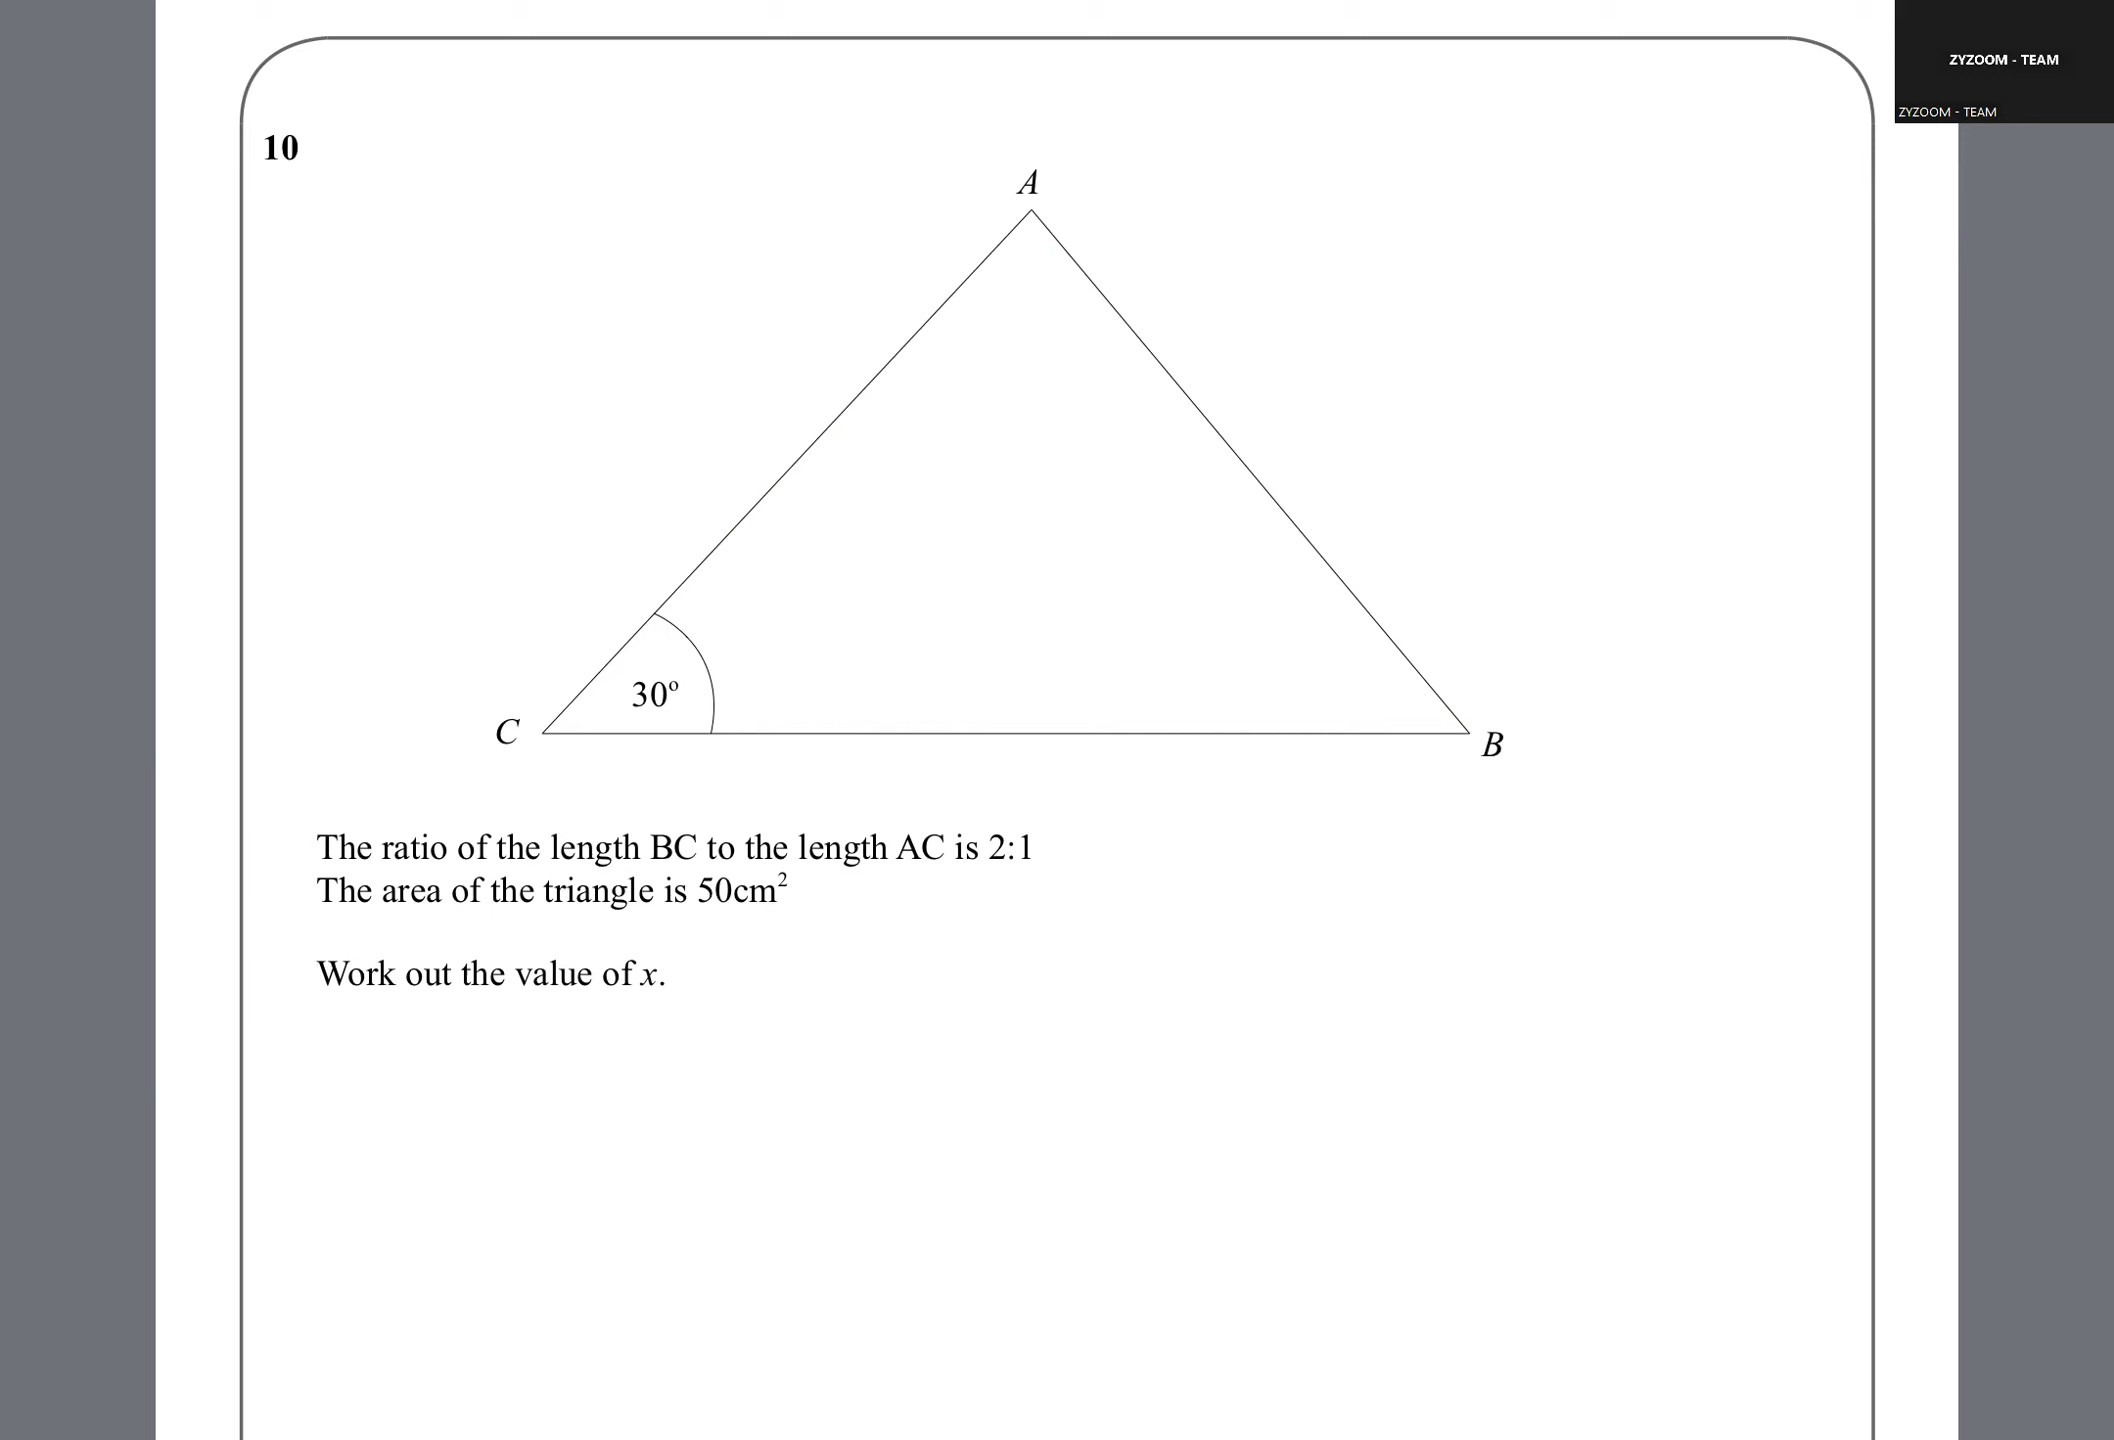 ZYZOOM - TEAM
ZYZOOM - TEAM
10
A
30º
C
B
The ratio of the length BC to the length AC is 2:1
The area of the triangle is 50cm²
Work out the value of x.